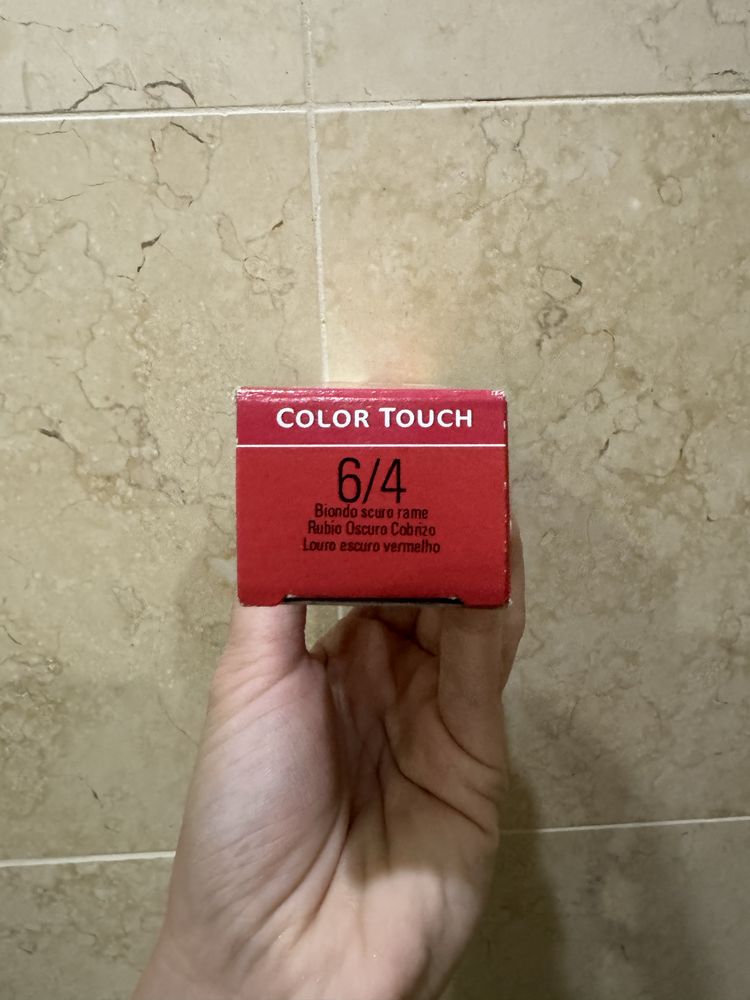 COLOR TOUCH
6/4
Biondo scuro rame
Rubio Oscuro Cobrizo
Louro escuro vermelho